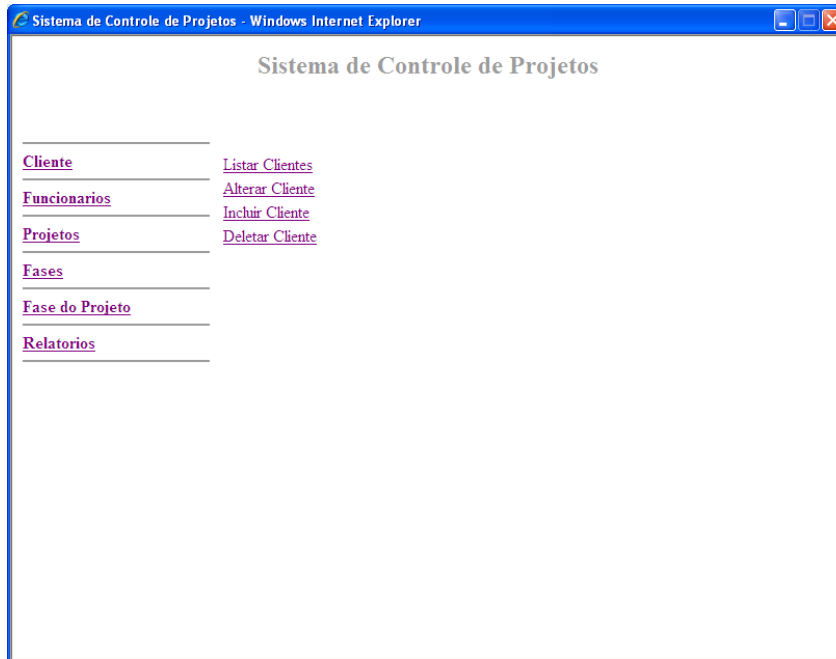 Sistema de Controle de Projetos - Windows Internet Explorer
Sistema de Controle de Projetos
Cliente
Funcionarios
Projetos
Fases
Fase do Projeto
Relatorios
Listar Clientes
Alterar Cliente
Incluir Cliente
Deletar Cliente